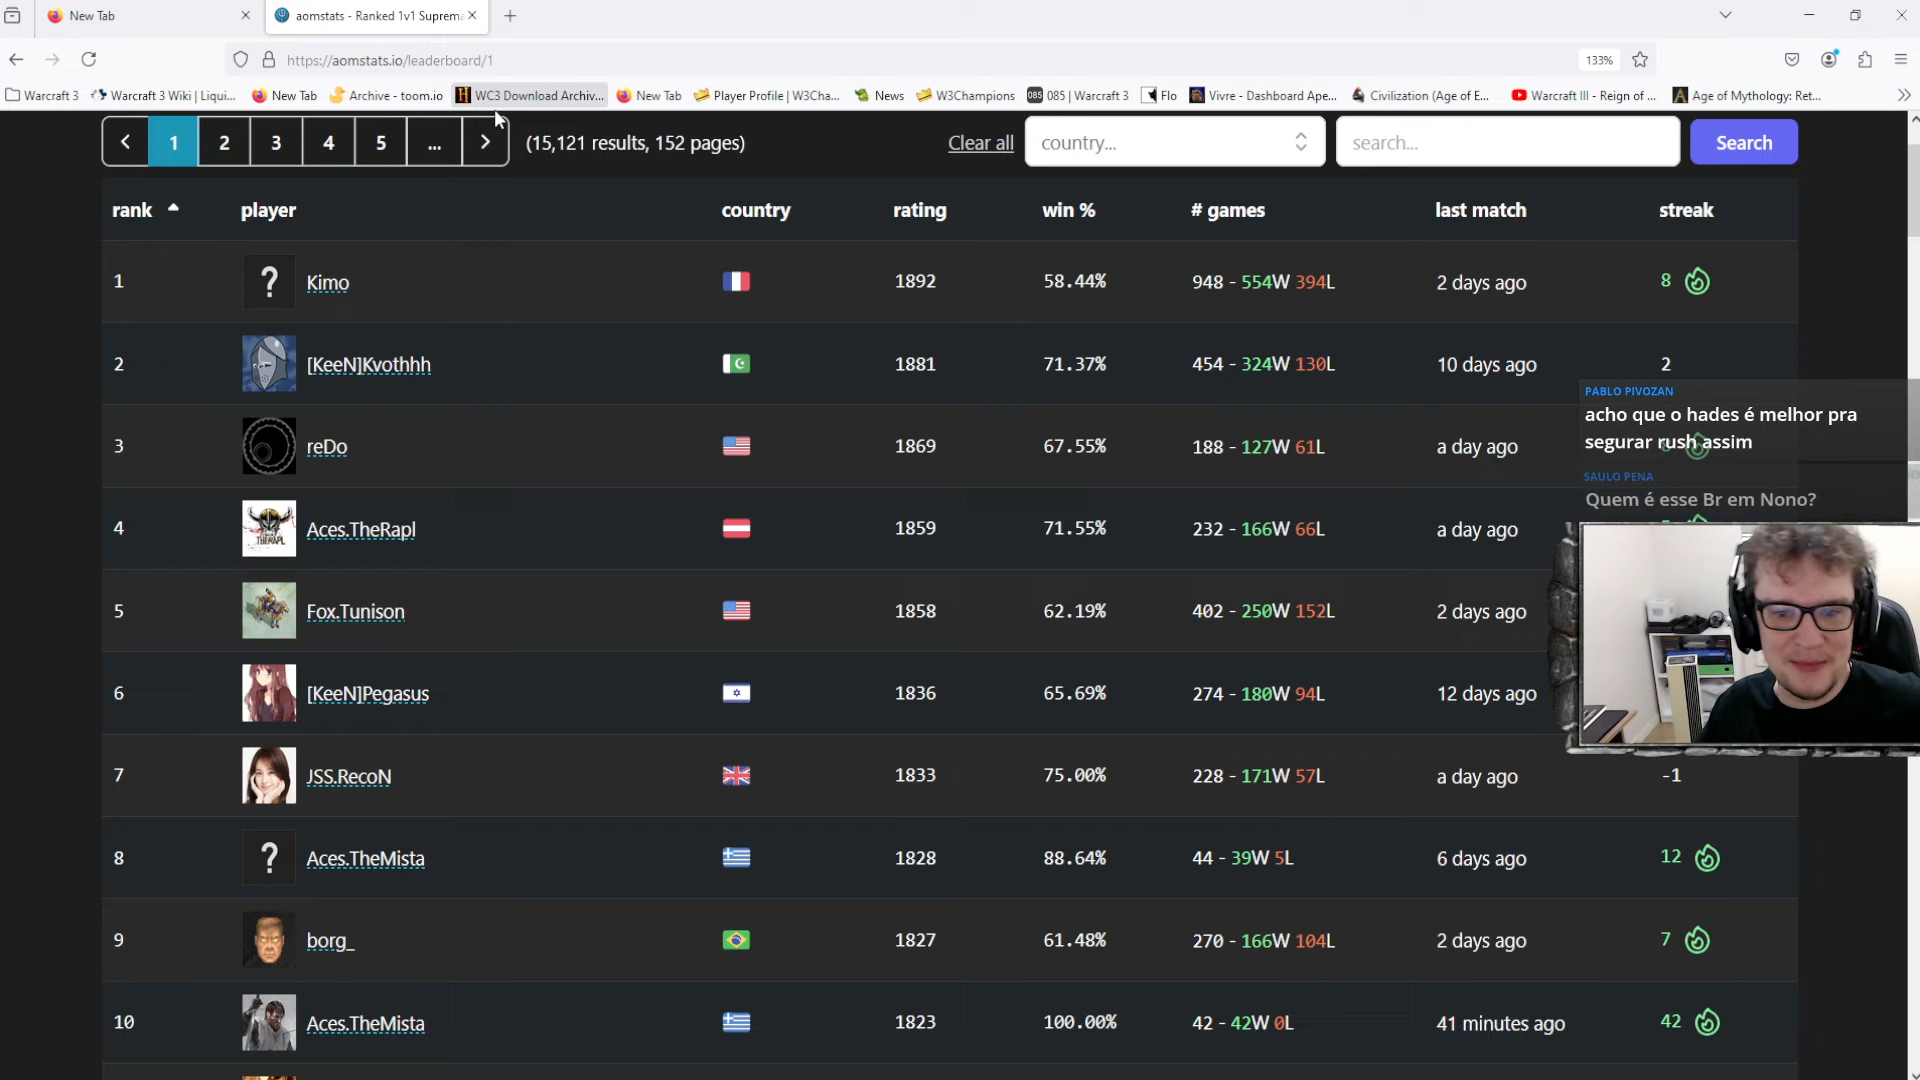 New Tab
aomstats - Ranked 1v1 Suprema
https://aomstats.io/leaderboard/1
133%
Warcraft 3
Warcraft 3 Wiki | Liqui...
New Tab
Archive - toom.io
WC3 Download Archiv...
New Tab
Player Profile | W3Cha...
News
W3Champions
085 085 | Warcraft 3
Flo
Vivre - Dashboard Ape...
Civilization (Age of E...
Warcraft III - Reign of ...
Age of Mythology: Ret...
1 2 3 4 5 ... (15,121 results, 152 pages) Clear all country... search... Search
rank player country rating win % # games last match streak
1 ? Kimo 1892 58.44% 948 - 554W 394L 2 days ago 8
2 [KeeN]Kvothhh 1881 71.37% 454 - 324W 130L 10 days ago 2
PABLO PIVOZAN
acho que o hades é melhor pra
segurar rush assim
3 reDo 1869 67.55% 188 - 127W 61L a day ago
SAULO PENA
Quem é esse Br em Nono?
4 THERAPL Aces.TheRapl 1859 71.55% 232 - 166W 66L a day ago
5 Fox.Tunison 1858 62.19% 402 - 250W 152L 2 days ago
6 [KeeN]Pegasus 1836 65.69% 274 - 180W 94L 12 days ago
7 JSS.RecoN 1833 75.00% 228 - 171W 57L a day ago -1
8 ? Aces.TheMista 1828 88.64% 44 - 39W 5L 6 days ago 12
9 borg_ 1827 61.48% 270 - 166W 104L 2 days ago 7
10 Aces.TheMista 1823 100.00% 42 - 42W 0L 41 minutes ago 42